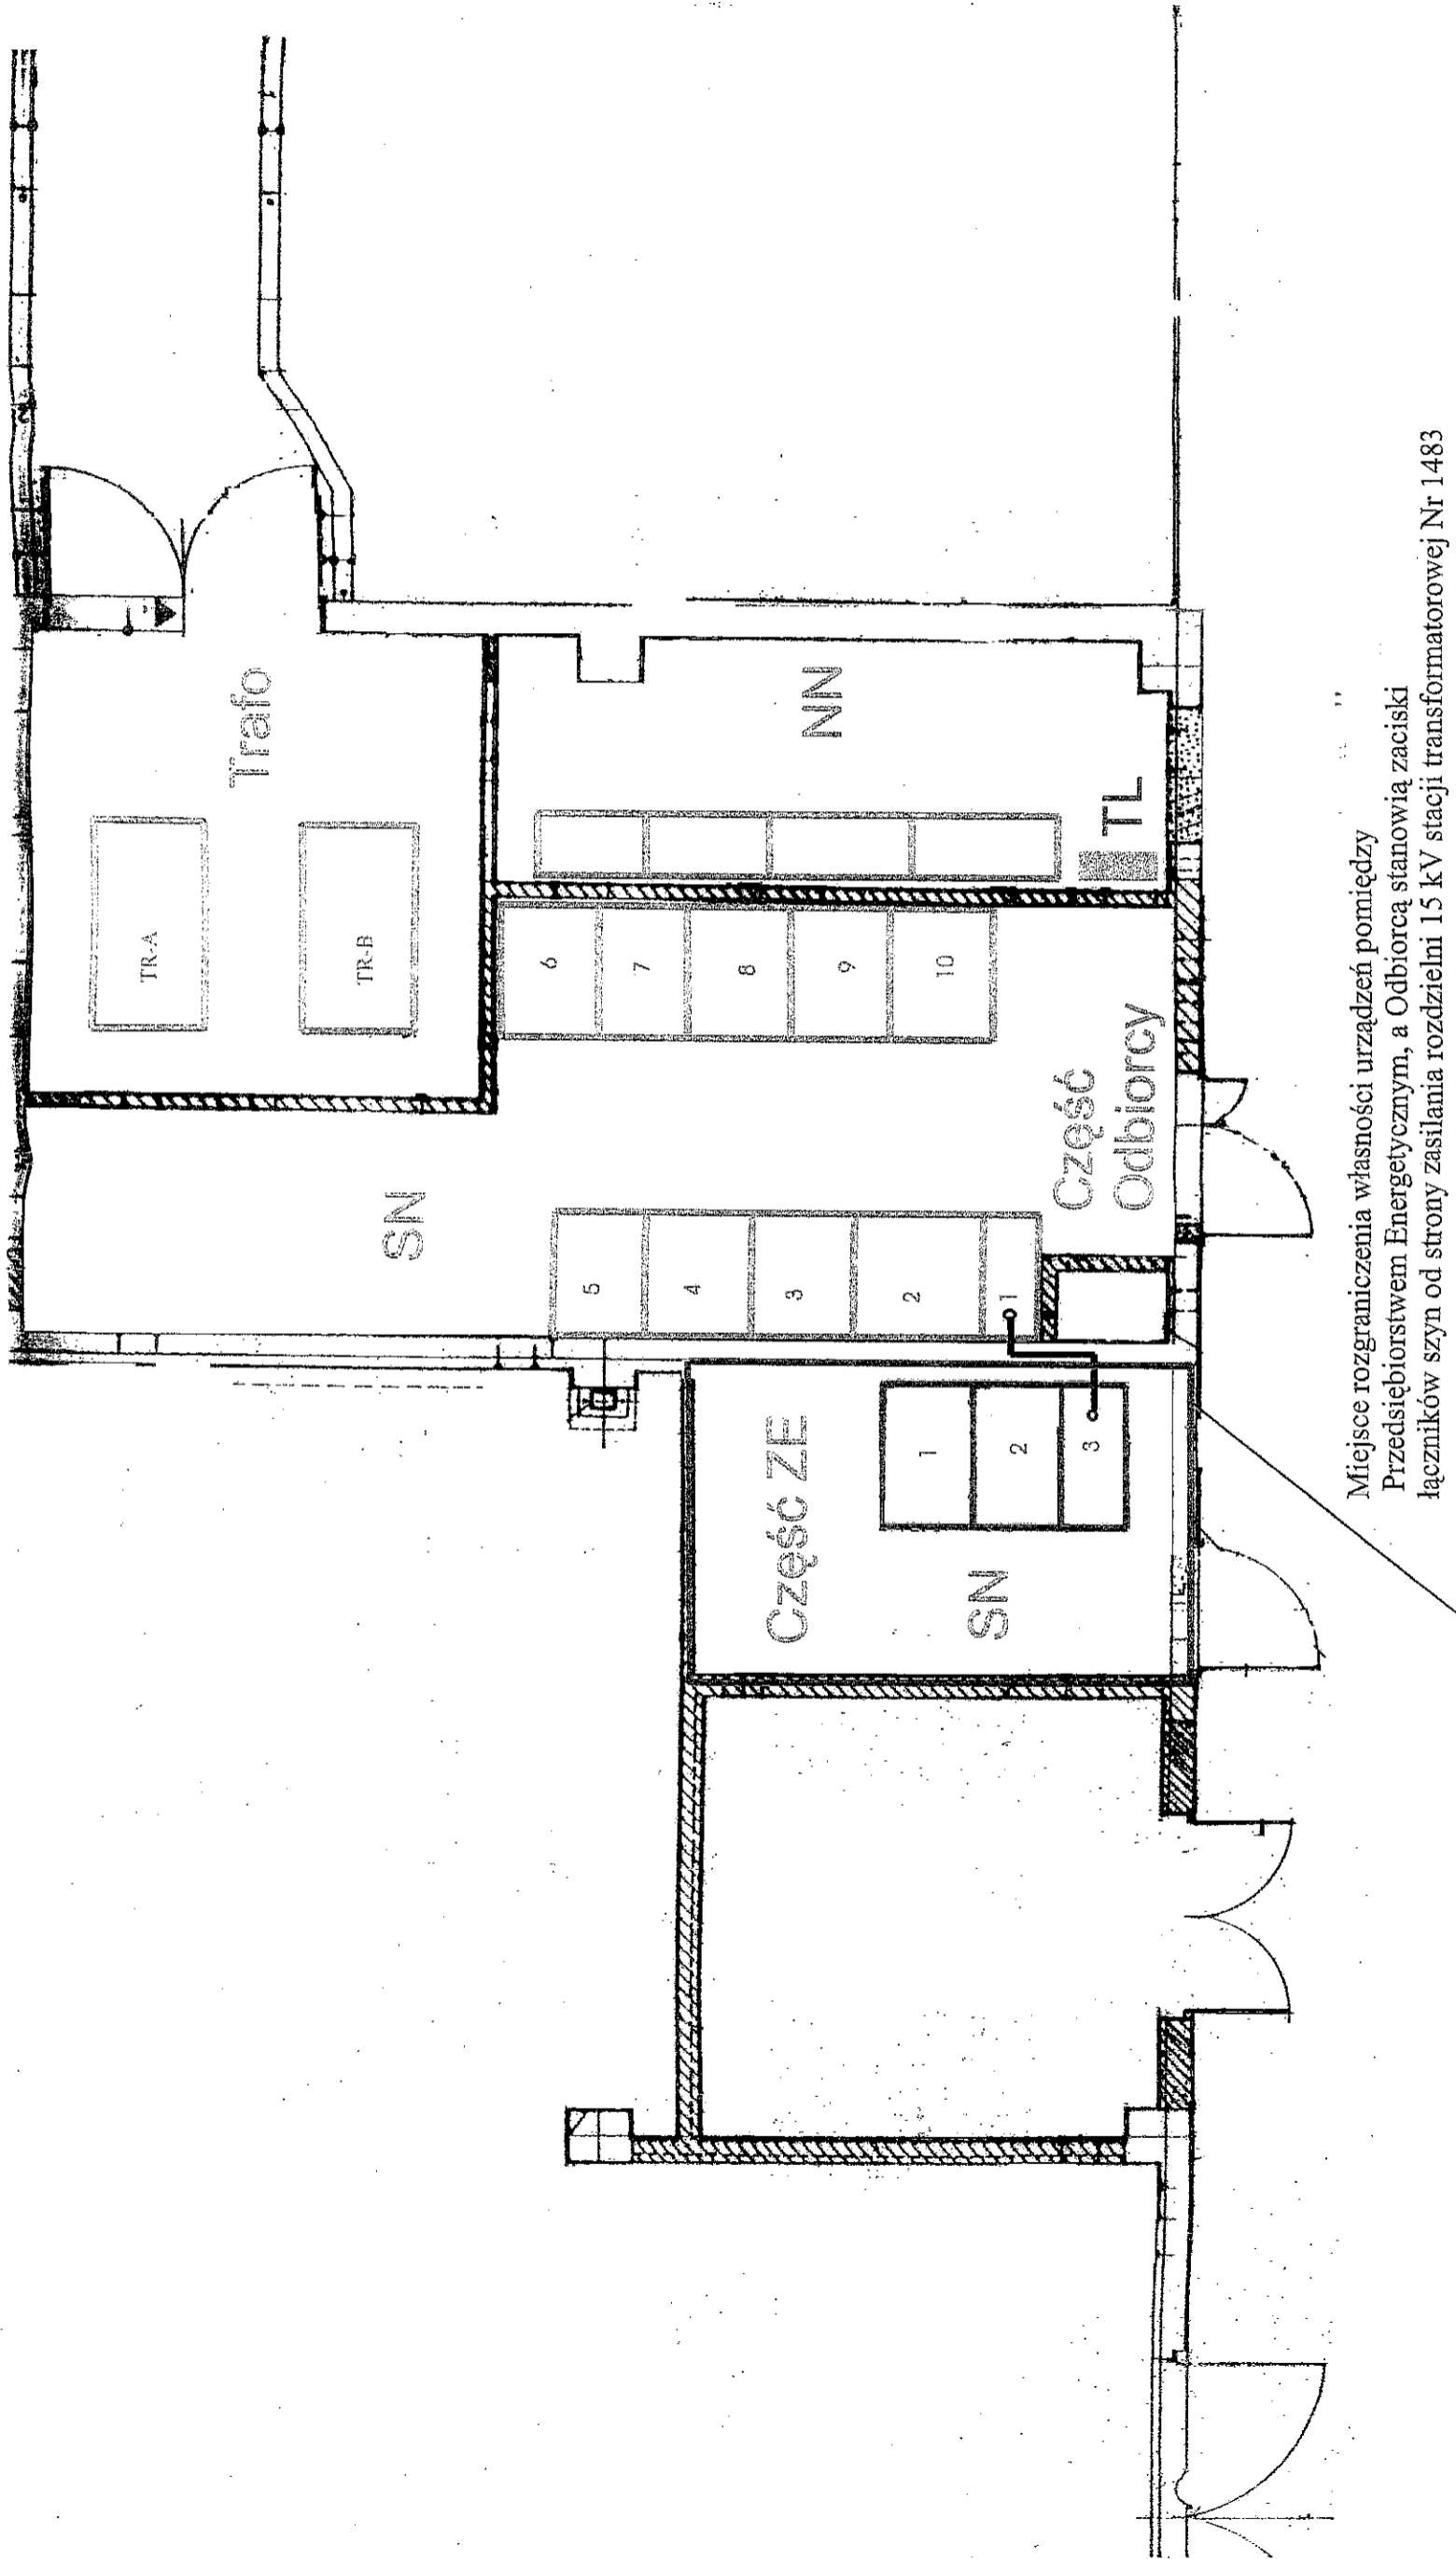 Trafo
TR-A
TR-B
SN
NN
TL
6
7
8
9
10
5
4
3
2
1
Część
Odbiorcy
Część ZE
SN
1
2
3
Miejsce rozgraniczenia własności urządzeń pomiędzy
Przedsiębiorstwem Energetycznym, a Odbiorcą stanowią zaciski
łączników szyn od strony zasilania rozdzielni 15 kV stacji transformatorowej Nr 1483